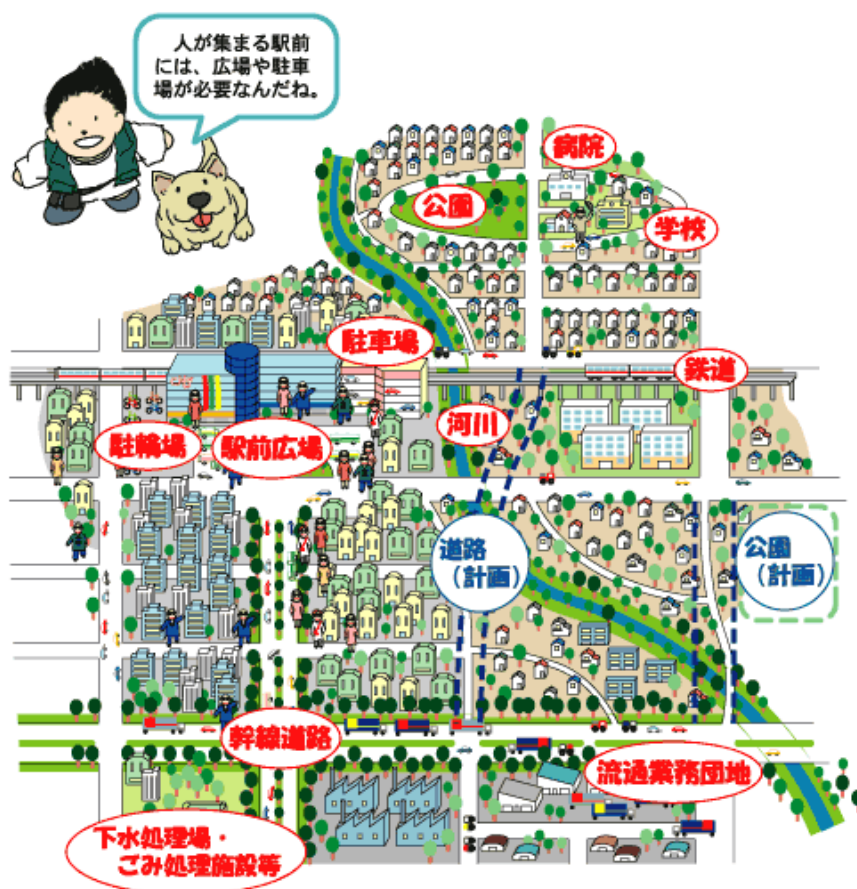 人が集まる駅前
には、広場や駐車
場が必要なんだね。
病院
公園
学校
駐車場
鉄道
河川
駐輪場
駅前広場
道路
(計画)
公園
(計画)
幹線道路
流通業務団地
下水処理場・
ごみ処理施設等